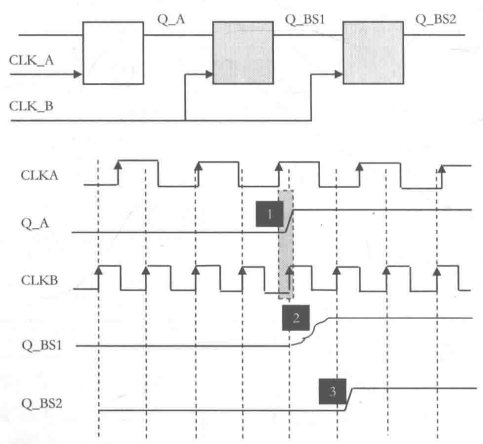 Q_A
Q_BS1
Q_BS2
CLK_A
CLK_B
CLKA
1
Q_A
CLKB
2
Q_BS1
3
Q_BS2